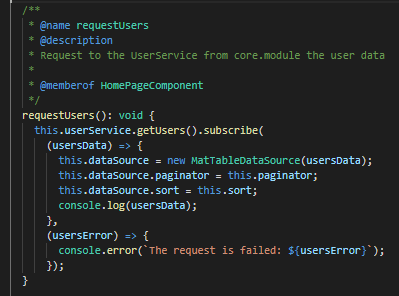 /**
 * @name requestUsers
 * @description
 * Request to the UserService from core.module the user data
 *
 * @memberof HomePageComponent
 */
requestUsers(): void {
  this.userService.getUsers().subscribe(
    (usersData) => {
      this.dataSource = new MatTableDataSource(usersData);
      this.dataSource.paginator = this.paginator;
      this.dataSource.sort = this.sort;
      console.log(usersData);
    },
    (usersError) => {
      console.error(`The request is failed: ${usersError}`);
    });
}